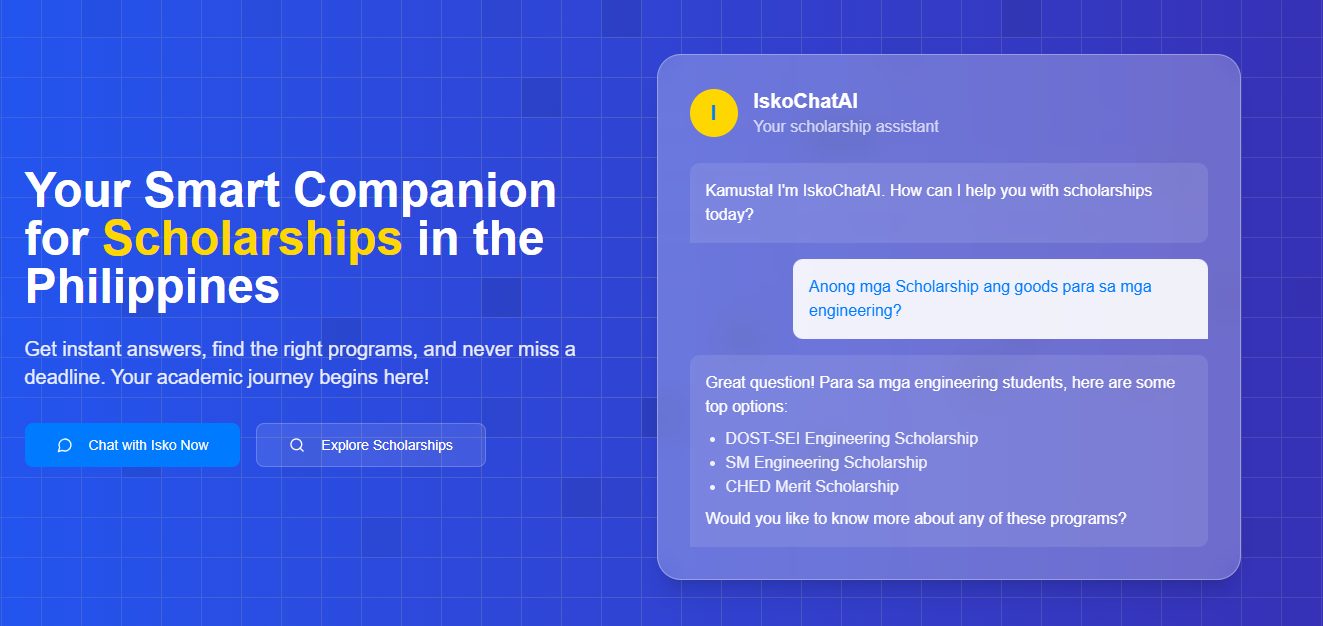 Your Smart Companion
for Scholarships in the
Philippines
Get instant answers, find the right programs, and never miss a
deadline. Your academic journey begins here!
Chat with Isko Now
Explore Scholarships
I
IskoChatAI
Your scholarship assistant
Kamusta! I'm IskoChatAI. How can I help you with scholarships
today?
Anong mga Scholarship ang goods para sa mga
engineering?
Great question! Para sa mga engineering students, here are some
top options:
• DOST-SEI Engineering Scholarship
• SM Engineering Scholarship
• CHED Merit Scholarship
Would you like to know more about any of these programs?